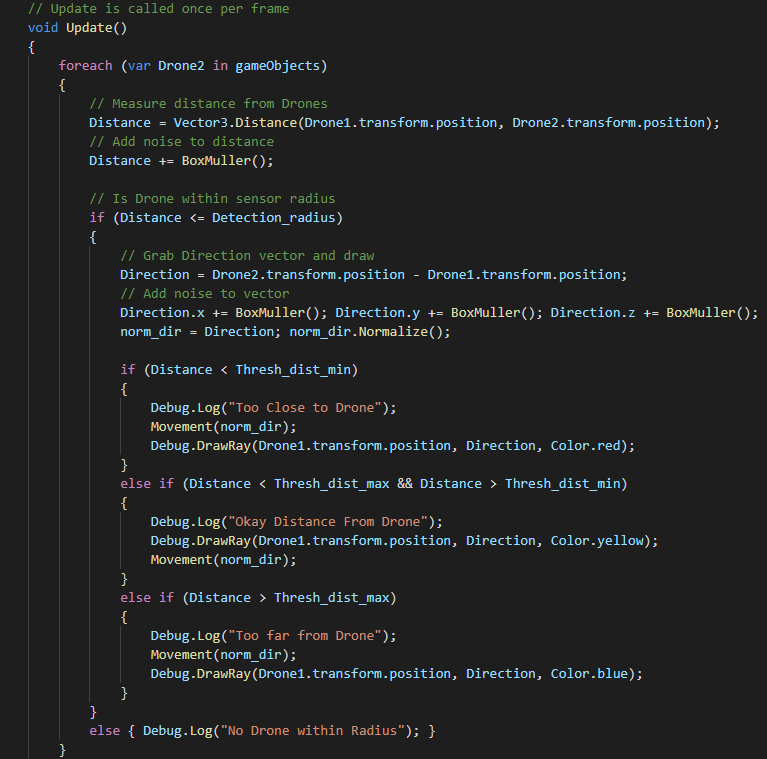 // Update is called once per frame
void Update()
{
foreach (var Drone2 in gameObjects)
{
// Measure distance from Drones
Distance = Vector3.Distance(Drone1.transform.position, Drone2.transform.position);
// Add noise to distance
Distance += BoxMuller();
// Is Drone within sensor radius
if (Distance <= Detection_radius)
{
// Grab Direction vector and draw
Direction = Drone2.transform.position - Drone1.transform.position;
// Add noise to vector
Direction.x += BoxMuller(); Direction.y += BoxMuller(); Direction.z += BoxMuller();
norm_dir = Direction; norm_dir.Normalize();
if (Distance < Thresh_dist_min)
{
Debug.Log("Too Close to Drone");
Movement(norm_dir);
Debug.DrawRay(Drone1.transform.position, Direction, Color.red);
}
else if (Distance < Thresh_dist_max && Distance > Thresh_dist_min)
{
Debug.Log("Okay Distance From Drone");
Debug.DrawRay(Drone1.transform.position, Direction, Color.yellow);
Movement(norm_dir);
}
else if (Distance > Thresh_dist_max)
{
Debug.Log("Too far from Drone");
Movement(norm_dir);
Debug.DrawRay(Drone1.transform.position, Direction, Color.blue);
}
}
else { Debug.Log("No Drone within Radius"); }
}